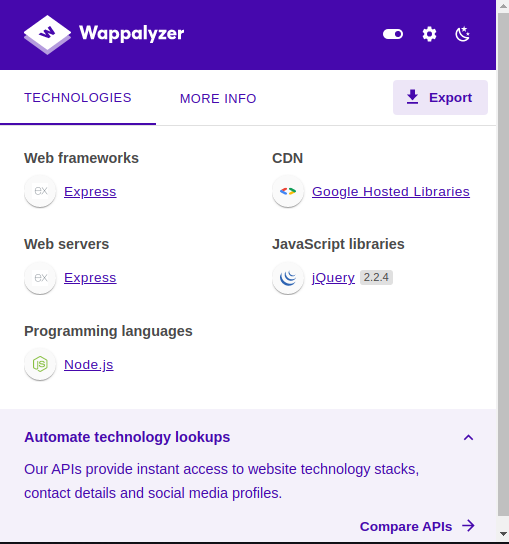 Wappalyzer
TECHNOLOGIES
MORE INFO
Export
Web frameworks
ex
Express
CDN
Google Hosted Libraries
Web servers
ex
Express
JavaScript libraries
jQuery 2.2.4
Programming languages
JS
Node.js
Automate technology lookups
Our APIs provide instant access to website technology stacks,
contact details and social media profiles.
Compare APIs